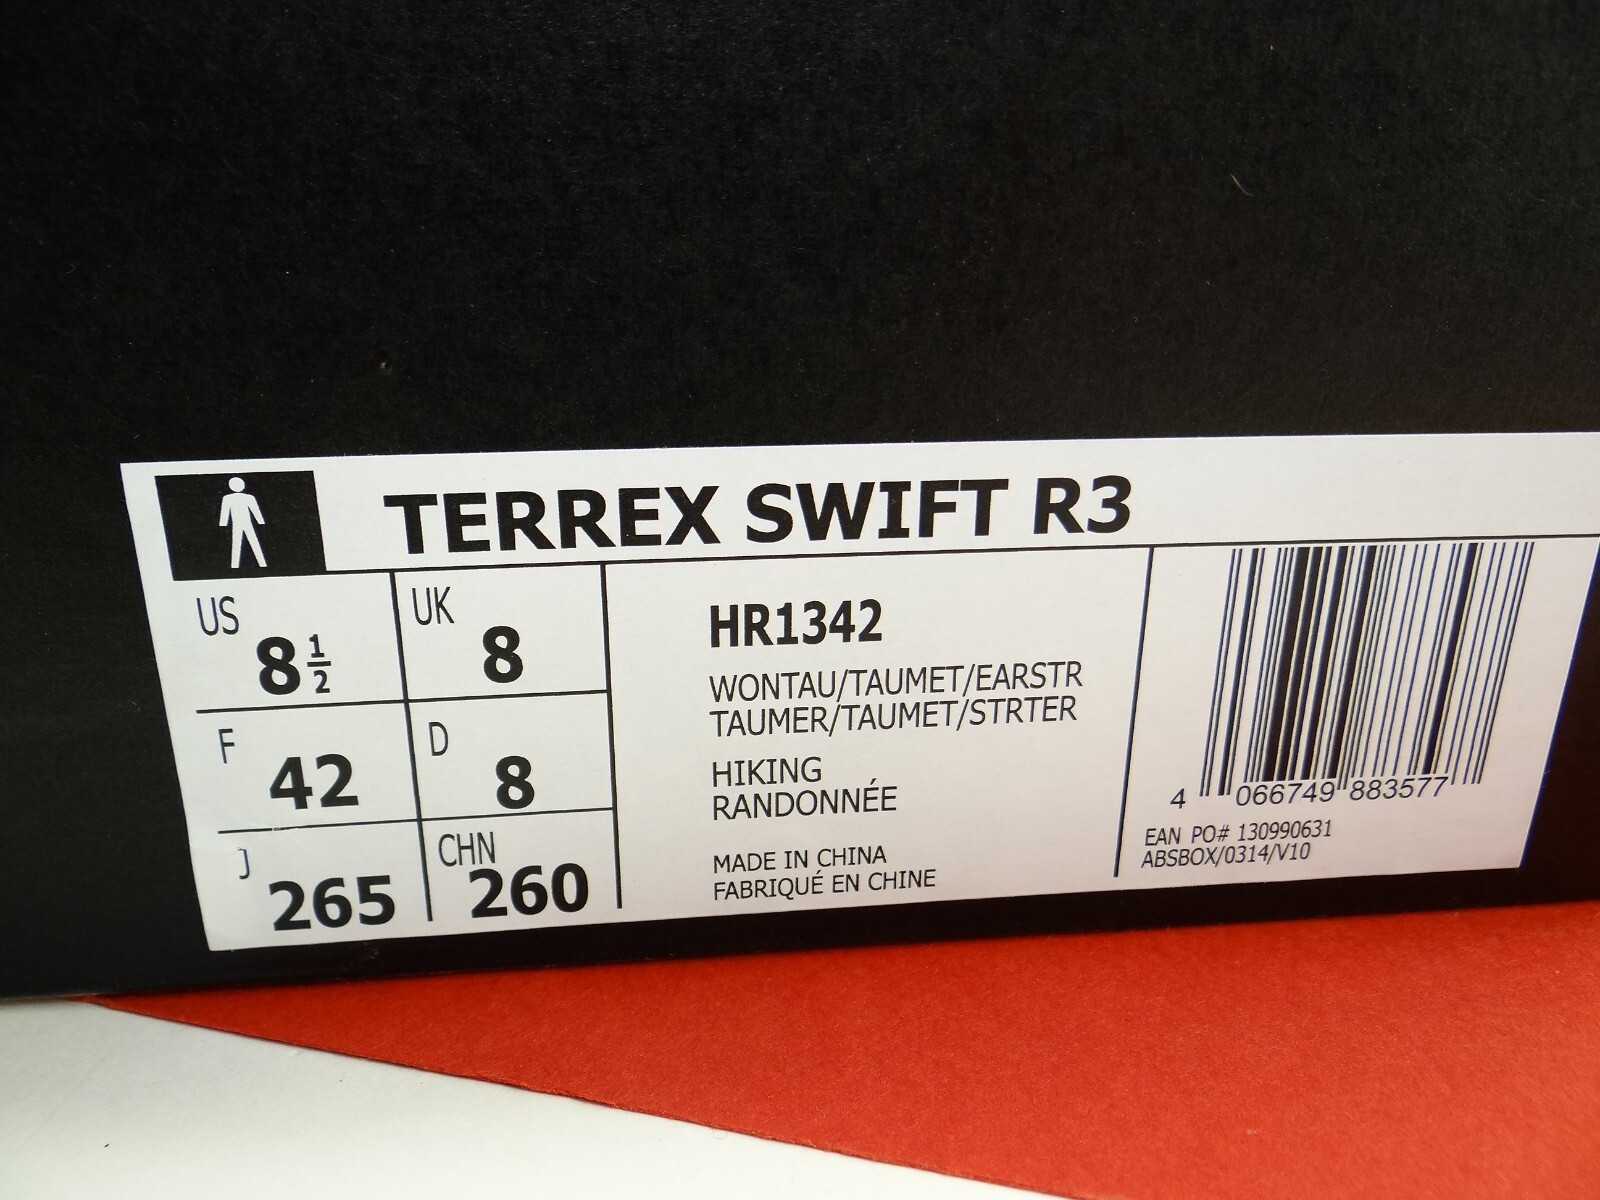 TERREX SWIFT R3
US 8 1/2
UK 8
F 42
D 8
J 265
CHN 260
HR1342
WONTAU/TAUMET/EARSTR
TAUMER/TAUMET/STRTER
HIKING
RANDONNÉE
MADE IN CHINA
FABRIQUÉ EN CHINE
4 066749 883577
EAN PO# 130990631
ABSBOX/0314/V10